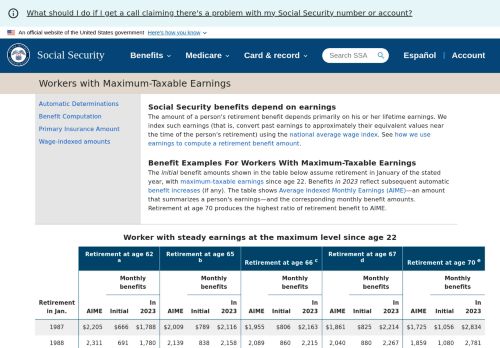 What should I do if I get a call claiming there's a problem with my Social Security number or account?
An official website of the United States government Here's how you know
Social Security
Benefits Medicare Card & record Search SSA Español Account
Workers with Maximum-Taxable Earnings
Automatic Determinations
Benefit Computation
Primary Insurance Amount
Wage-indexed amounts
Social Security benefits depend on earnings
The amount of a person's retirement benefit depends primarily on his or her lifetime earnings. We
index such earnings (that is, convert past earnings to approximately their equivalent values near
the time of the person's retirement) using the national average wage index. See how we use
earnings to compute a retirement benefit amount.
Benefit Examples For Workers With Maximum-Taxable Earnings
The initial benefit amounts shown in the table below assume retirement in January of the stated
year, with maximum-taxable earnings since age 22. Benefits in 2023 reflect subsequent automatic
benefit increases (if any). The table shows Average Indexed Monthly Earnings (AIME)—an amount
that summarizes a person's earnings—and the corresponding monthly benefit amounts.
Retirement at age 70 produces the highest ratio of retirement benefit to AIME.
Worker with steady earnings at the maximum level since age 22
Retirement at age 62 a Retirement at age 65 b Retirement at age 66 c Retirement at age 67 d Retirement at age 70 e
Monthly benefits Monthly benefits Monthly benefits Monthly benefits Monthly benefits
Retirement in Jan. AIME Initial In 2023 AIME Initial In 2023 AIME Initial In 2023 AIME Initial In 2023 AIME Initial In 2023
1987 $2,205 $666 $1,788 $2,009 $789 $2,116 $1,955 $806 $2,163 $1,861 $825 $2,214 $1,725 $1,056 $2,834
1988 2,311 691 1,780 2,139 838 2,158 2,089 860 2,215 2,040 880 2,267 1,859 1,080 2,781